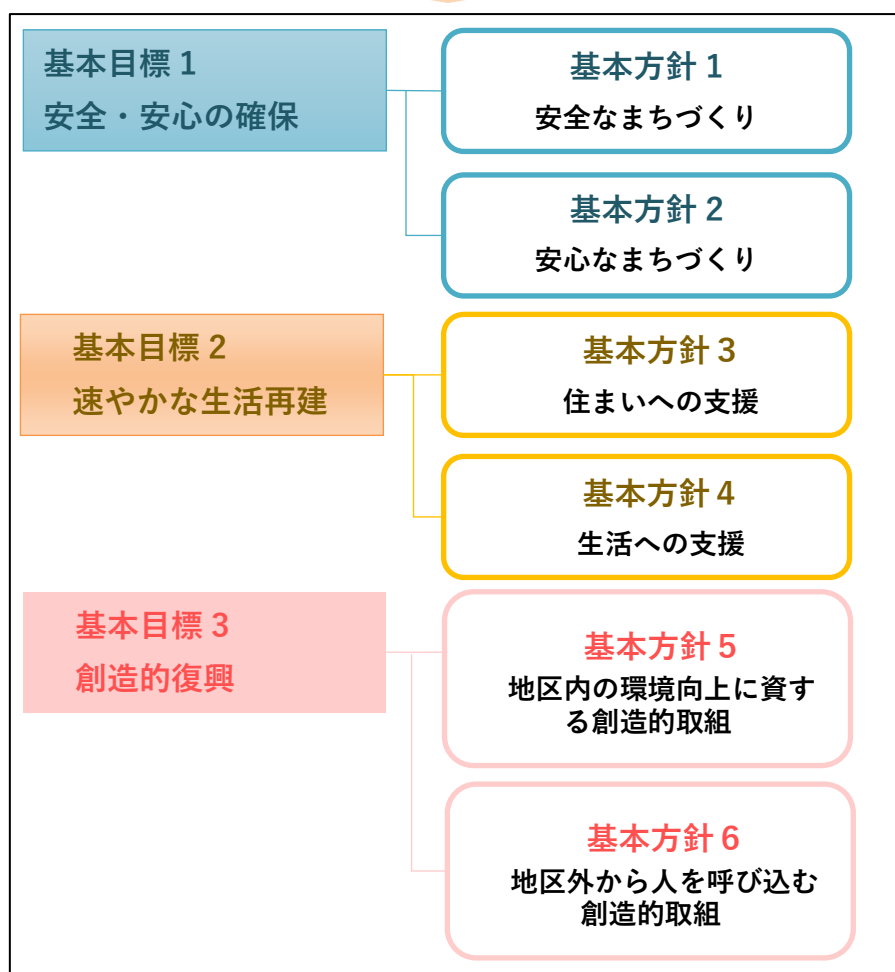 基本目標１
安全・安心の確保
基本方針１
安全なまちづくり
基本方針２
安心なまちづくり
基本目標２
速やかな生活再建
基本方針３
住まいへの支援
基本方針４
生活への支援
基本目標３
創造的復興
基本方針５
地区内の環境向上に資す
る創造的取組
基本方針６
地区外から人を呼び込む
創造的取組